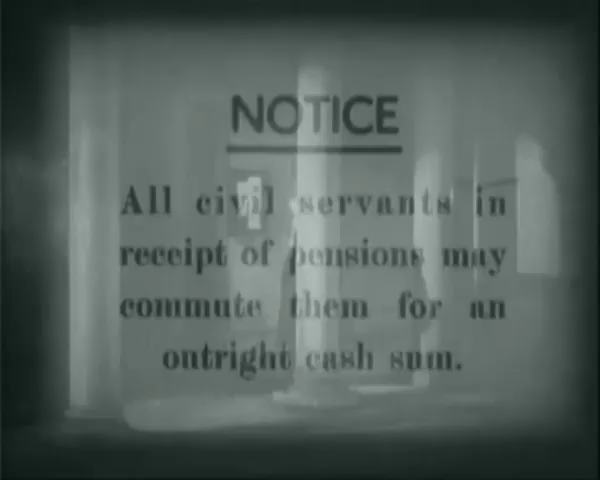 NOTICE
All civil servants in
receipt of pensions may
commute them for an
outright cash sum.